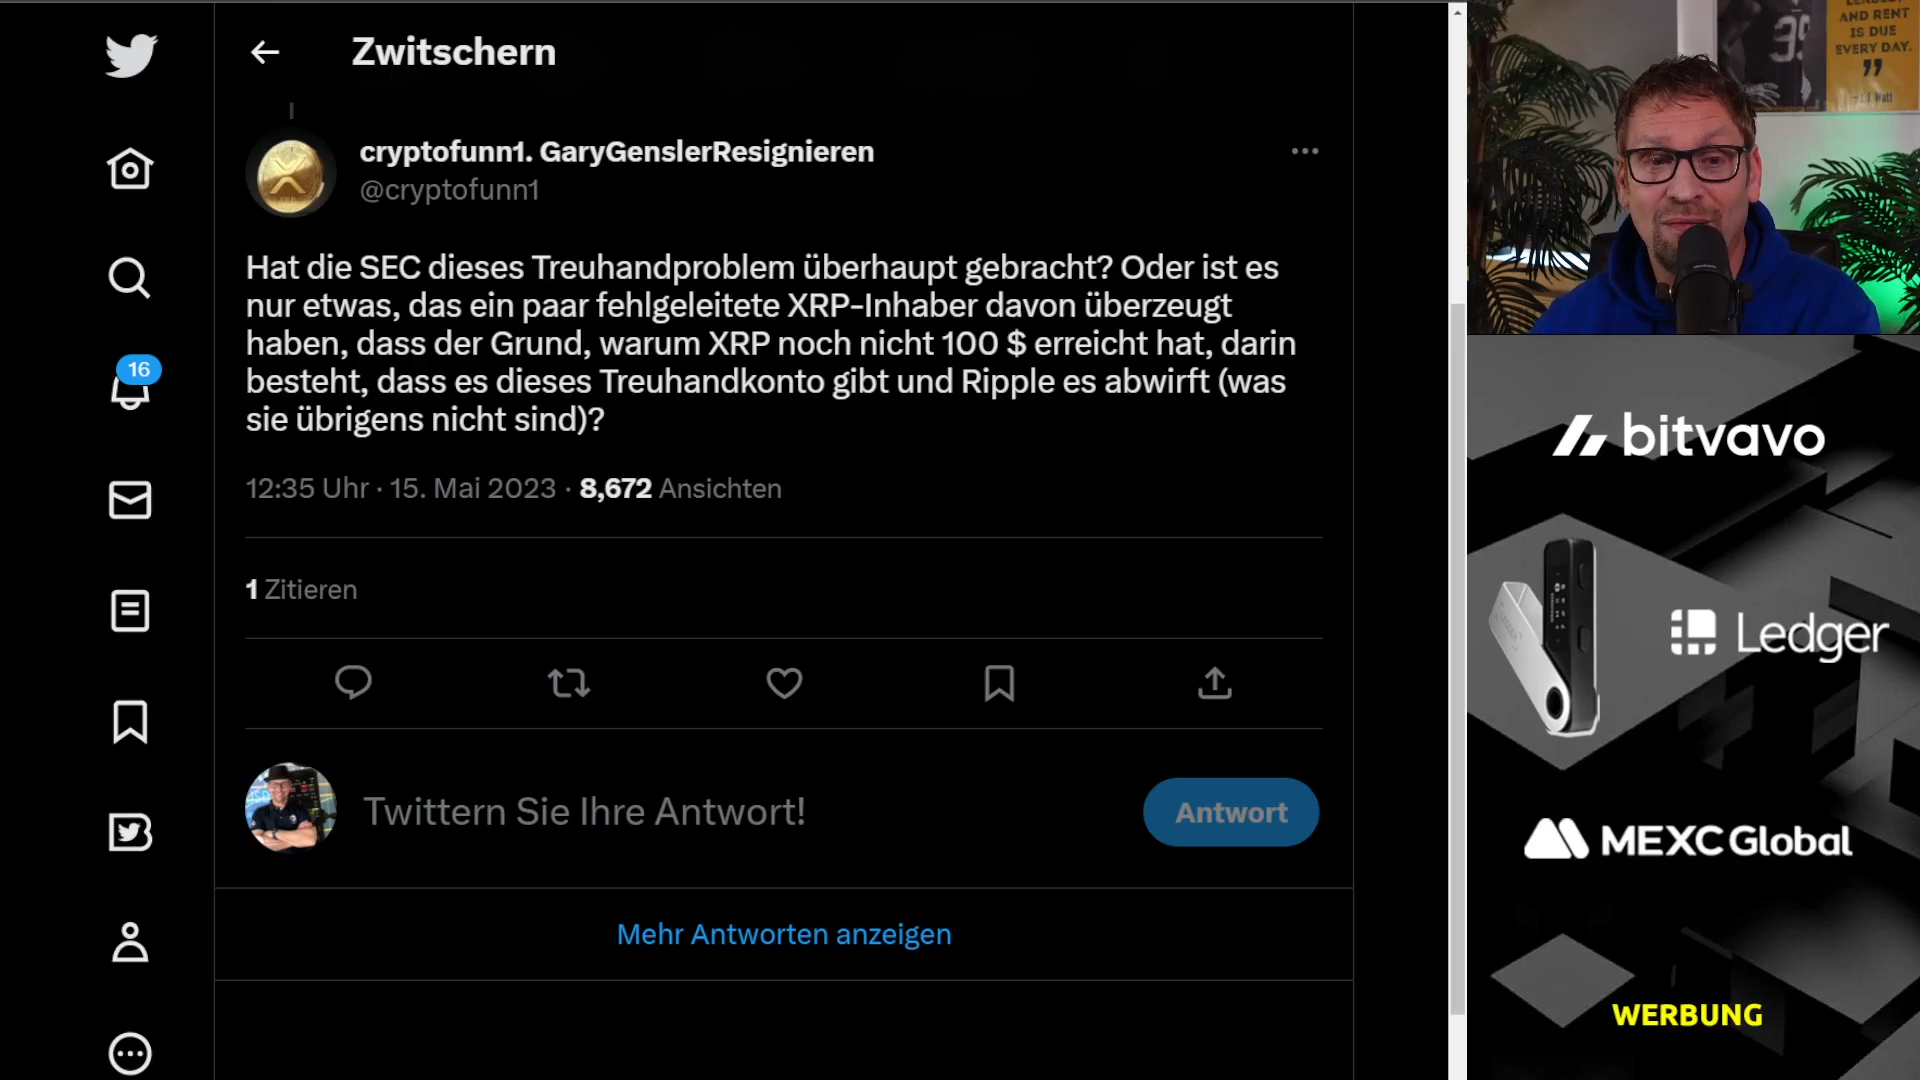 Zwitschern
cryptofunn1. GaryGenslerResignieren
@cryptofunn1
Hat die SEC dieses Treuhandproblem überhaupt gebracht? Oder ist es
nur etwas, das ein paar fehlgeleitete XRP-Inhaber davon überzeugt
haben, dass der Grund, warum XRP noch nicht 100 $ erreicht hat, darin
besteht, dass es dieses Treuhandkonto gibt und Ripple es abwirft (was
sie übrigens nicht sind)?
12:35 Uhr · 15. Mai 2023 · 8,672 Ansichten
1 Zitieren
Twittern Sie Ihre Antwort!
Antwort
Mehr Antworten anzeigen
16
AND RENT
IS DUE
EVERY DAY.
"
J.J. Watt
bitvavo
Ledger
MEXC Global
WERBUNG